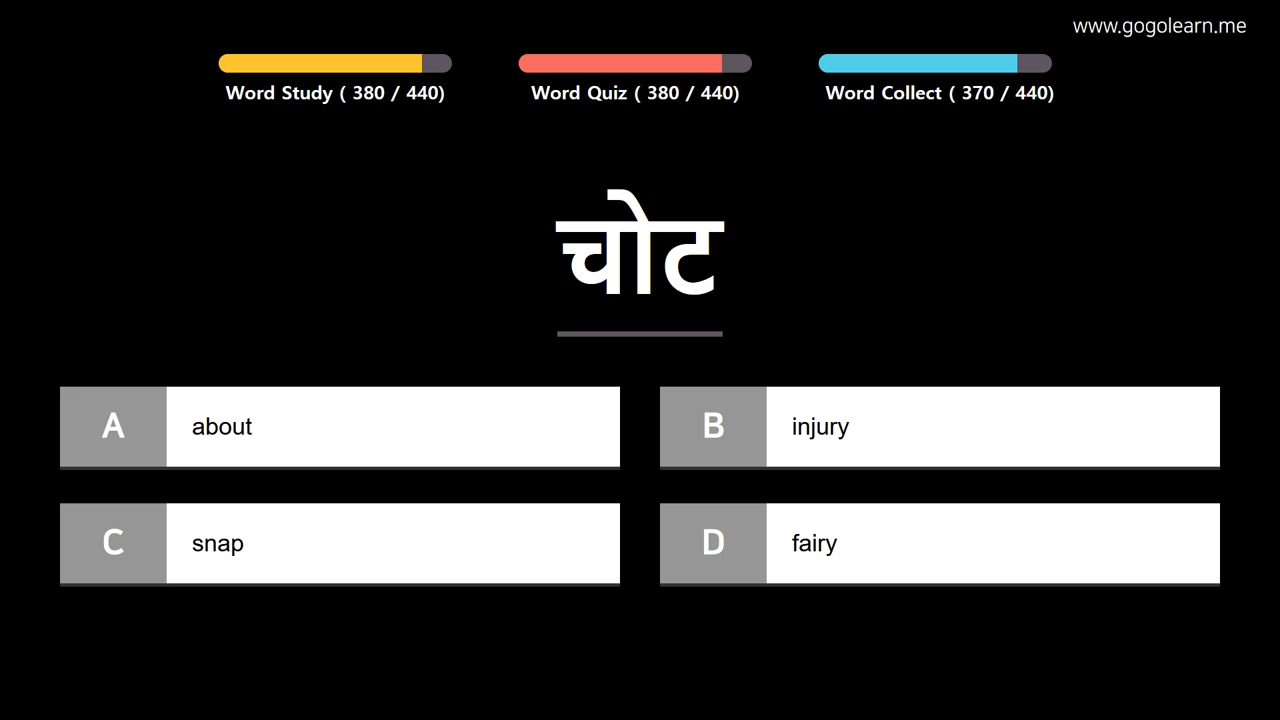 www.gogolearn.me
Word Study ( 380 / 440)
Word Quiz ( 380 / 440)
Word Collect ( 370 / 440)
चोट
A about
B injury
C snap
D fairy